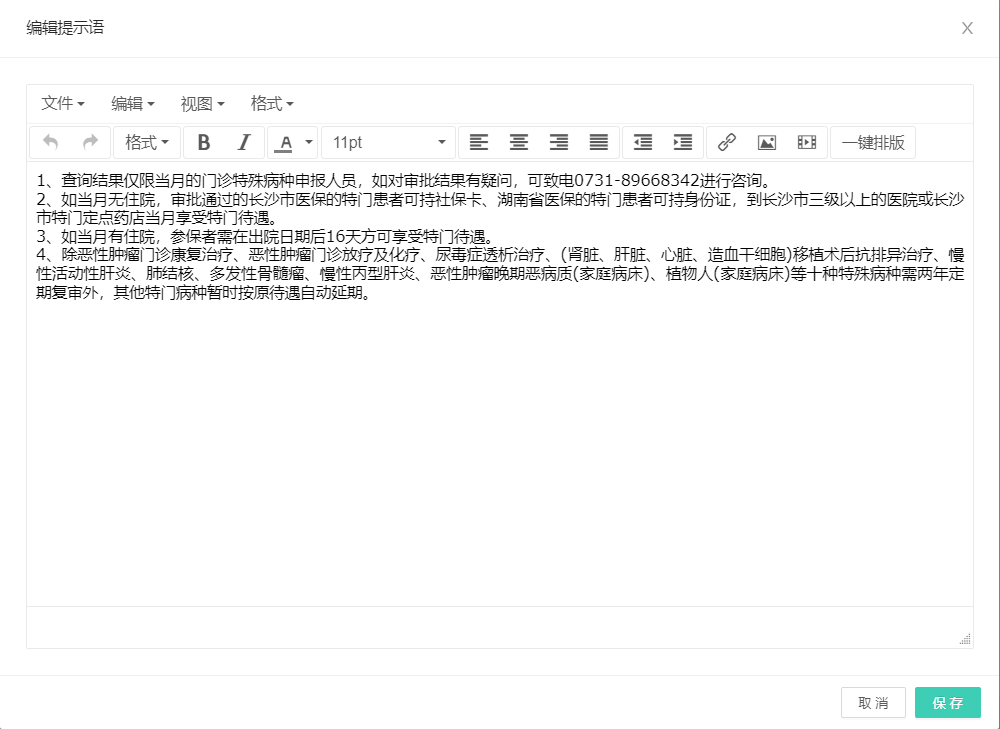 编辑提示语
X
文件 编辑 视图 格式
格式 B I A 11pt 一键排版
1、查询结果仅限当月的门诊特殊病种申报人员，如对审批结果有疑问，可致电0731-89668342进行咨询。
2、如当月无住院，审批通过的长沙市医保的特门患者可持社保卡、湖南省医保的特门患者可持身份证，到长沙市三级以上的医院或长沙
市特门定点药店当月享受特门待遇。
3、如当月有住院，参保者需在出院日期后16天方可享受特门待遇。
4、除恶性肿瘤门诊康复治疗、恶性肿瘤门诊放疗及化疗、尿毒症透析治疗、(肾脏、肝脏、心脏、造血干细胞)移植术后抗排异治疗、慢
性活动性肝炎、肺结核、多发性骨髓瘤、慢性丙型肝炎、恶性肿瘤晚期恶病质(家庭病床)、植物人(家庭病床)等十种特殊病种需两年定
期复审外，其他特门病种暂时按原待遇自动延期。
取消 保存